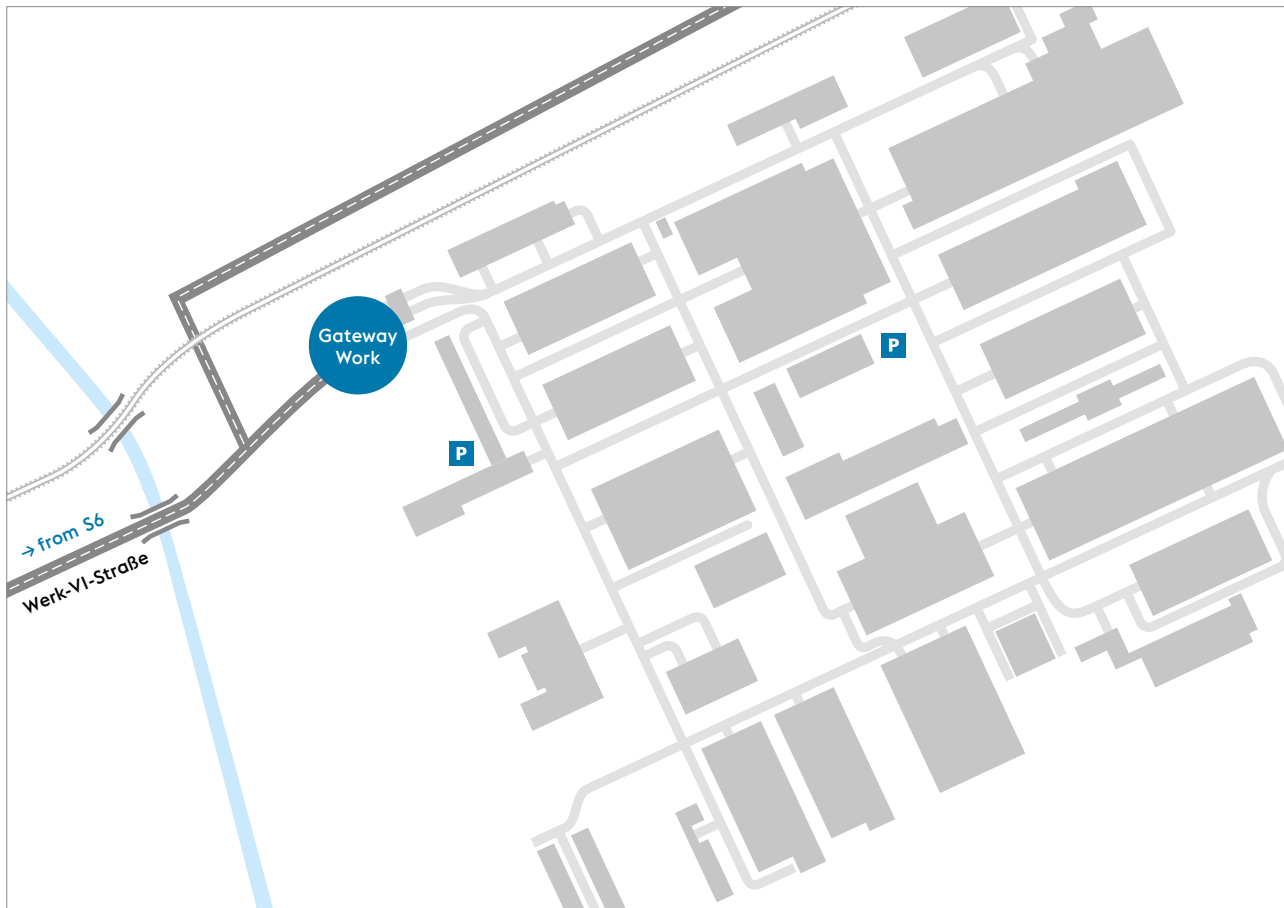 Gateway
Work
P
P
→ from S6
Werk-VI-Straße